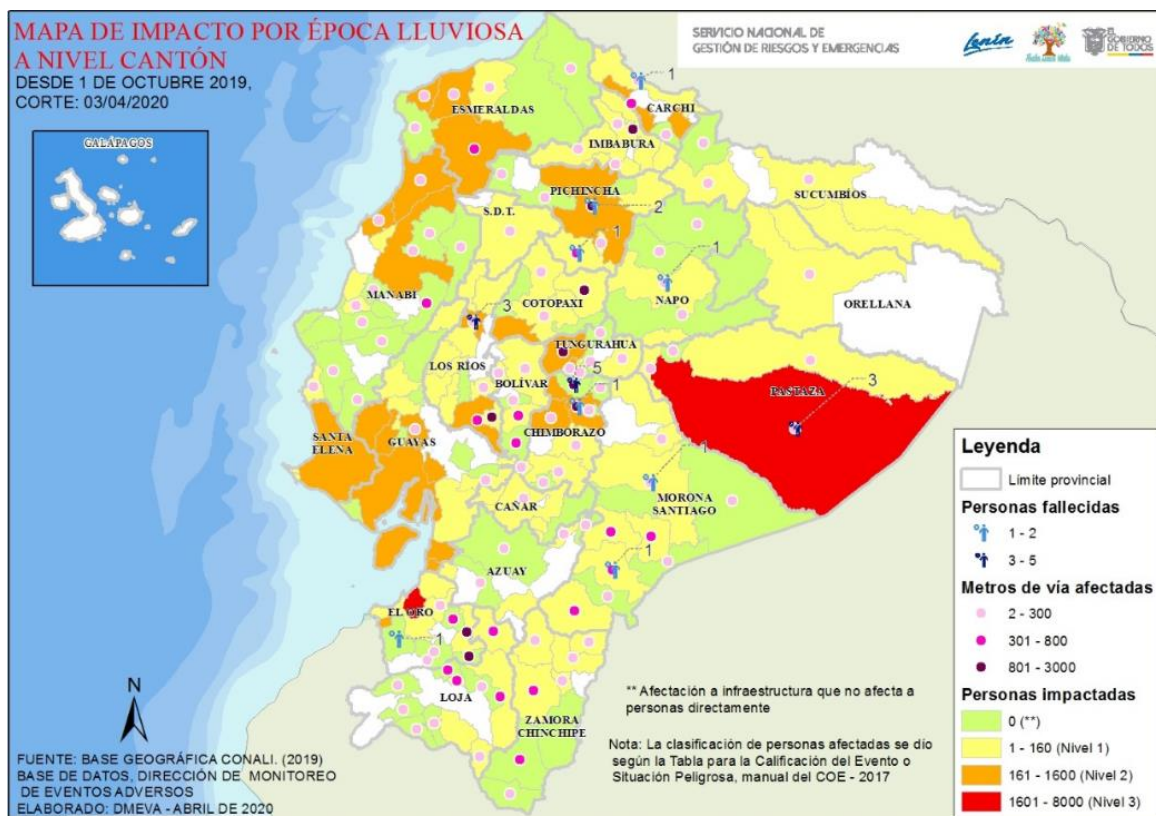 MAPA DE IMPACTO POR ÉPOCA LLUVIOSA
A NIVEL CANTÓN
DESDE 1 DE OCTUBRE 2019,
CORTE: 03/04/2020
SERVICIO NACIONAL DE
GESTIÓN DE RIESGOS Y EMERGENCIAS
Lenín
EL
GOBIERNO
DE TODOS
GALÁPAGOS
1
ESMERALDAS
CARCHI
IMBABURA
PICHINCHA
SUCUMBÍOS
S.D.T.
2
1
1
MANABÍ
COTOPAXI
NAPO
ORELLANA
3
TUNGURAHUA
LOS RÍOS
BOLÍVAR
5
1
PASTAZA
3
SANTA
ELENA
GUAYAS
CHIMBORAZO
1
CAÑAR
MORONA
SANTIAGO
AZUAY
1
EL ORO
1
LOJA
ZAMORA
CHINCHIPE
N
** Afectación a infraestructura que no afecta a
personas directamente
Nota: La clasificación de personas afectadas se dío
según la Tabla para la Calificación del Evento o
Situación Peligrosa, manual del COE - 2017
FUENTE: BASE GEOGRÁFICA CONALI. (2019)
BASE DE DATOS, DIRECCIÓN DE MONITOREO
DE EVENTOS ADVERSOS
ELABORADO: DMEVA - ABRIL DE 2020
Leyenda
Límite provincial
Personas fallecidas
1 - 2
3 - 5
Metros de vía afectadas
2 - 300
301 - 800
801 - 3000
Personas impactadas
0 (**)
1 - 160 (Nivel 1)
161 - 1600 (Nivel 2)
1601 - 8000 (Nivel 3)